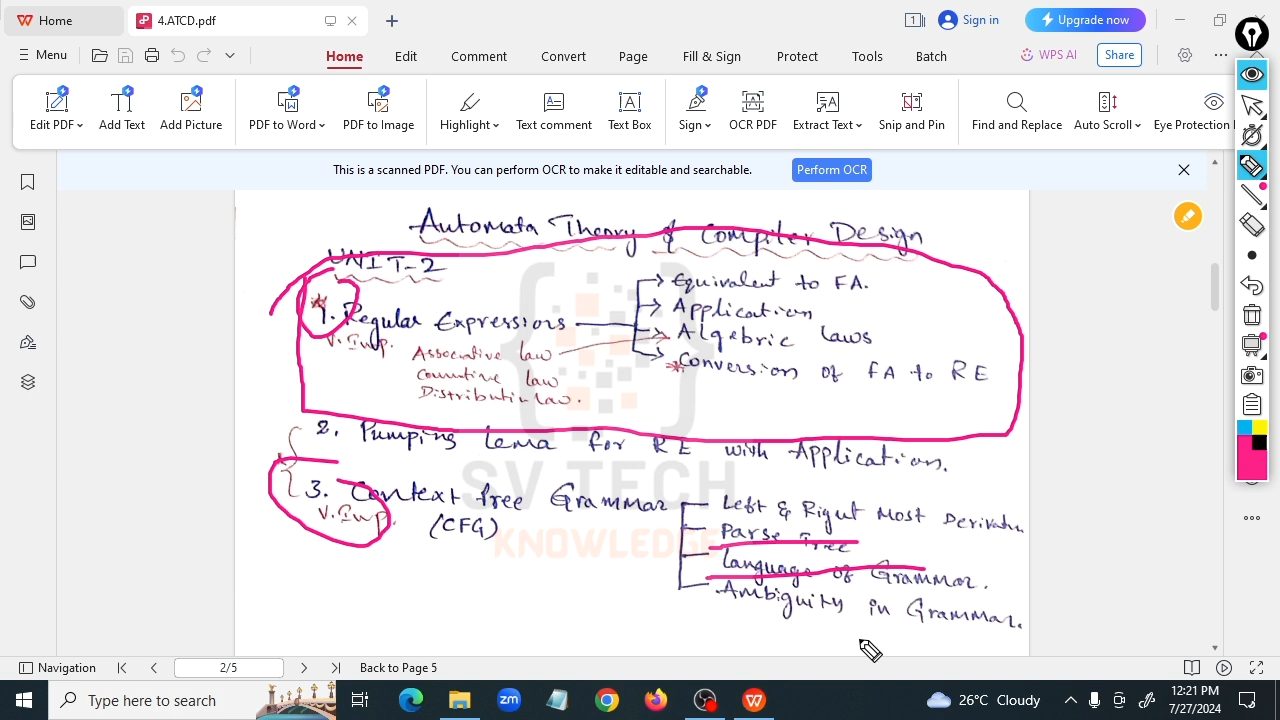 Home
4.ATCD.pdf
Sign in
Upgrade now
Menu
Home Edit Comment Convert Page Fill & Sign Protect Tools Batch
WPS AI
Share
Edit PDF Add Text Add Picture PDF to Word PDF to Image Highlight Text comment Text Box Sign OCR PDF Extract Text Snip and Pin Find and Replace Auto Scroll Eye Protection
This is a scanned PDF. You can perform OCR to make it editable and searchable. Perform OCR
Automata Theory & Compiler Design
UNIT-2
1. Regular Expressions
V. Imp.
Equivalent to FA.
Application
Algebric laws
*Conversion of FA to RE
Associative law
Commtive law
Distributive law.
2. Pumping lema for RE with Application.
3. Context free Grammar
V. Imp.
(CFG)
Left & Right Most Derivation
Parse Tree
Language of Grammar.
Ambiguity in Grammar.
SV TECH
KNOWLEDGE
Navigation 2/5 Back to Page 5
Type here to search
zm
26°C Cloudy
1:21 PM
7/27/2024